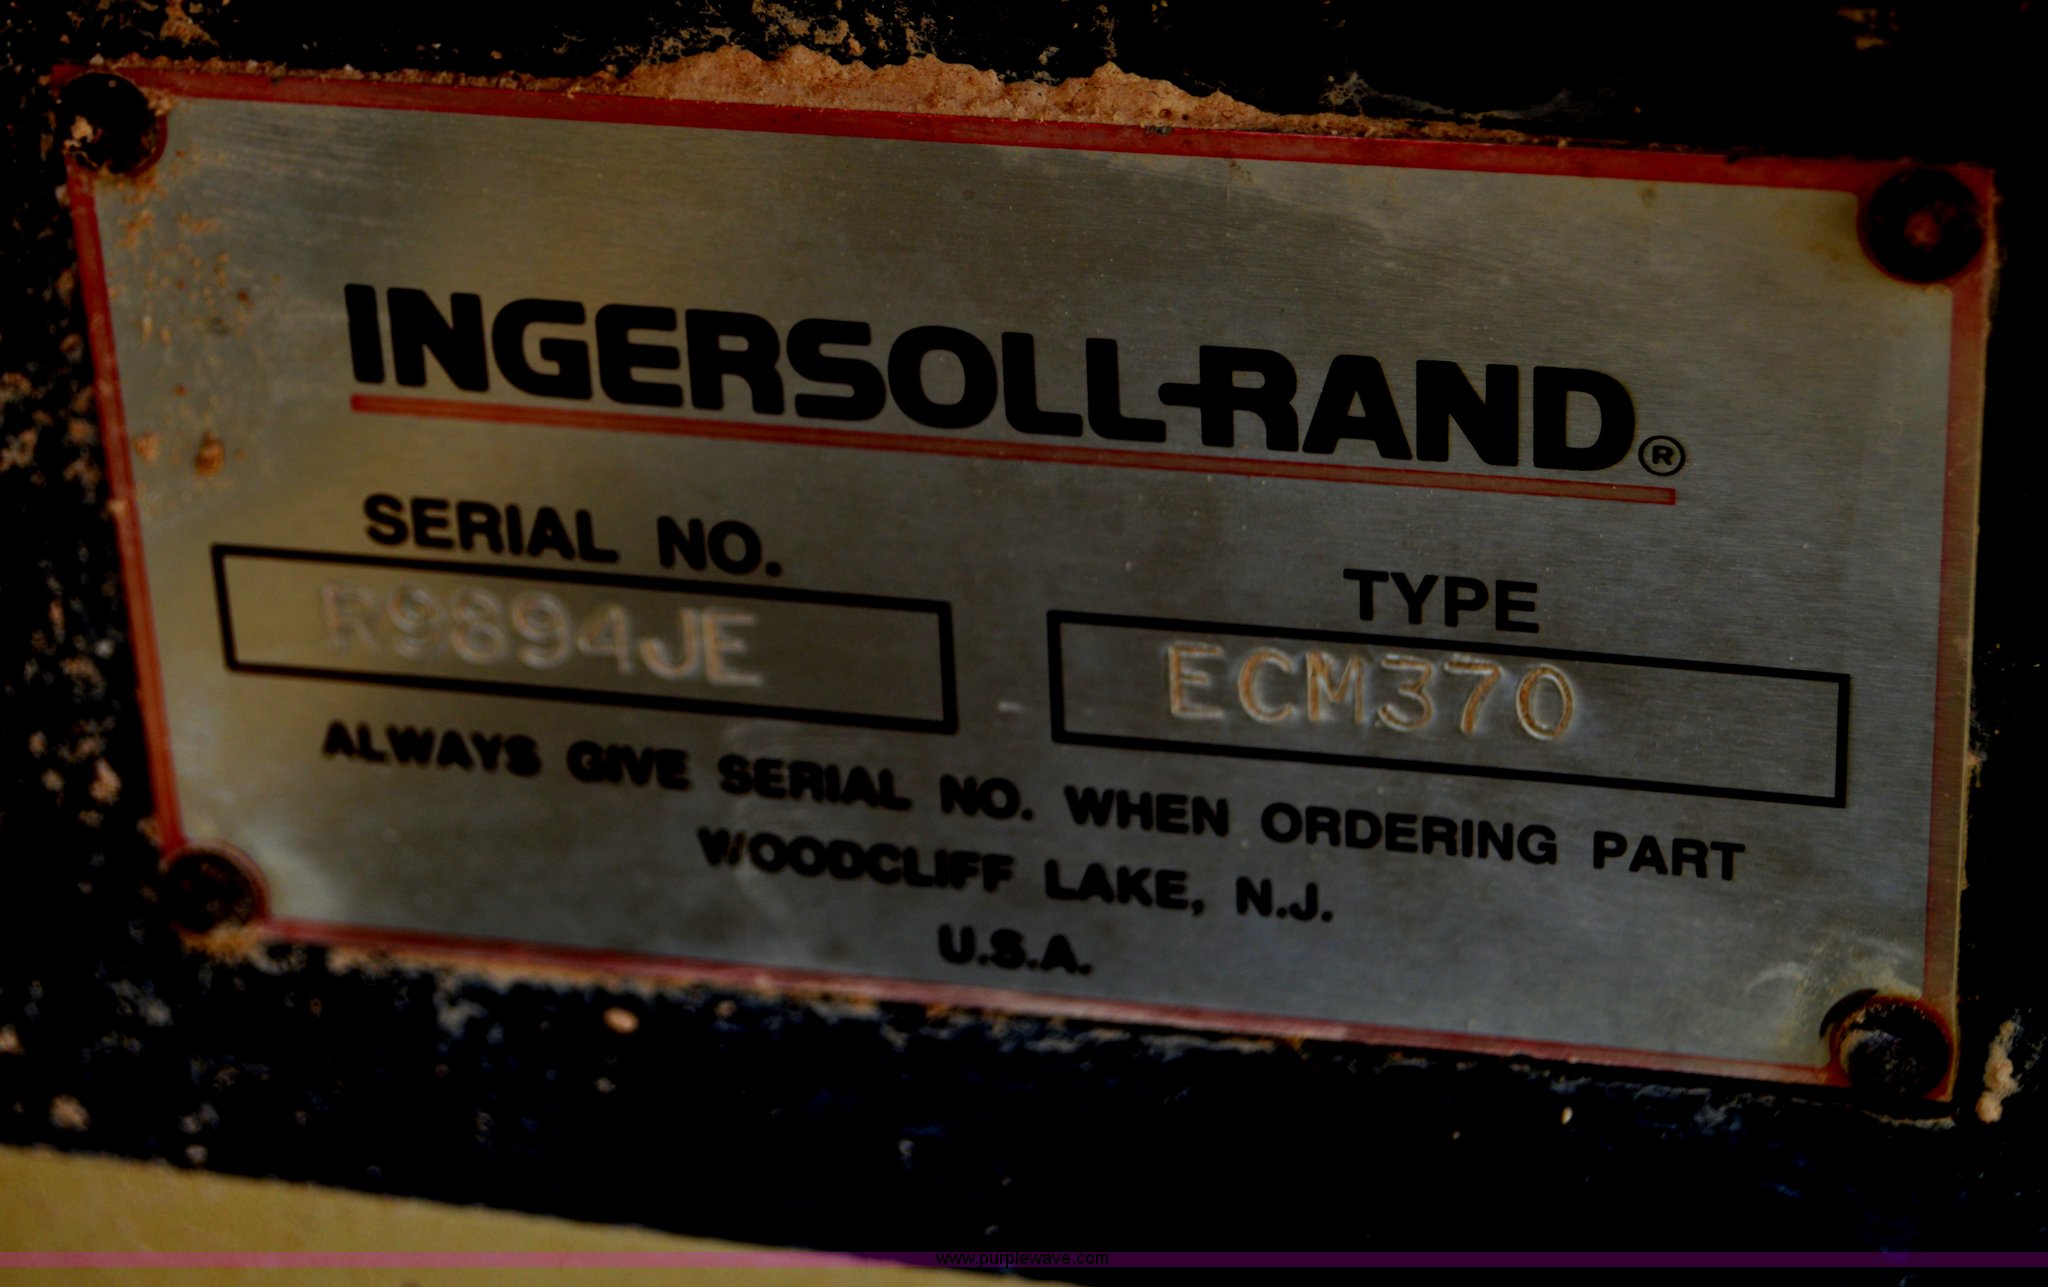 INGERSOLL-RAND®
SERIAL NO.
TYPE
R9894JE
ECM370
ALWAYS GIVE SERIAL NO. WHEN ORDERING PART
WOODCLIFF LAKE, N.J.
U.S.A.
www.purplewave.com